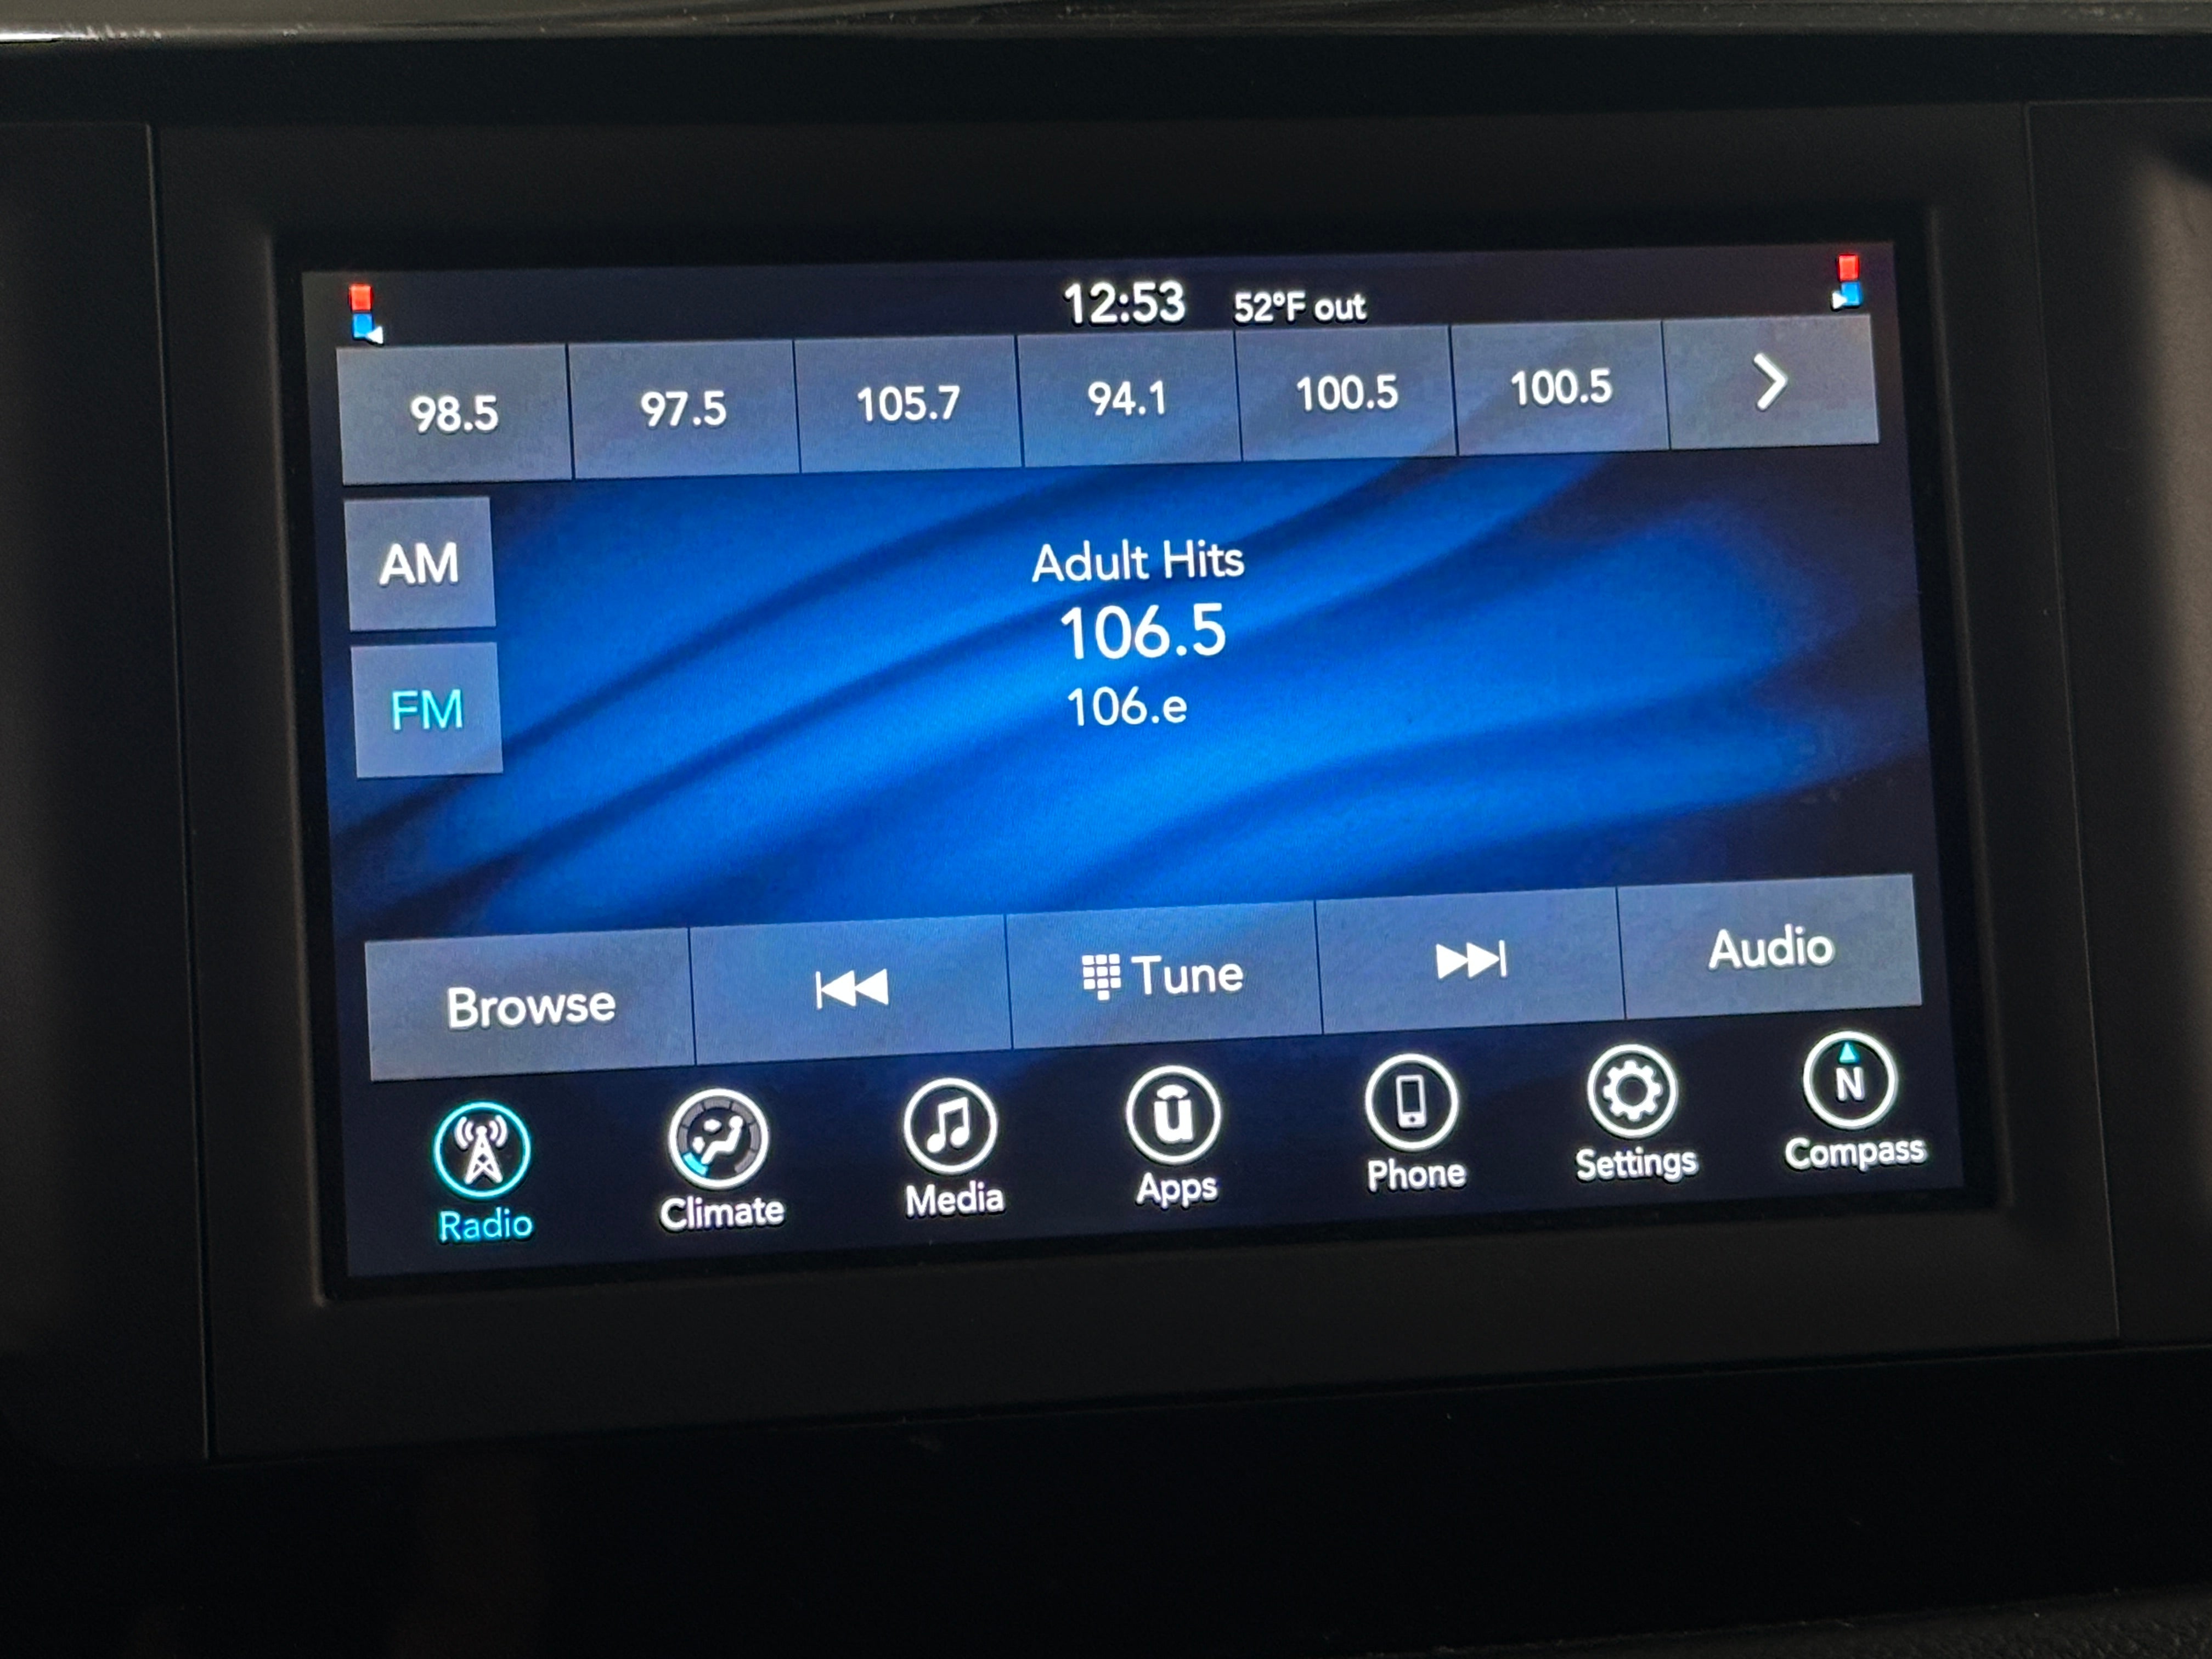 12:53 52°F out
98.5 97.5 105.7 94.1 100.5 100.5
AM
FM
Adult Hits
106.5
106.e
Browse Tune Audio
Radio Climate Media Apps Phone Settings Compass
ū
N